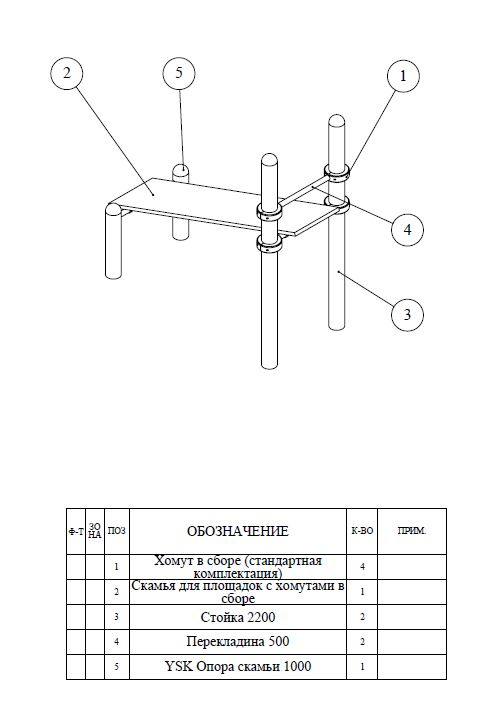 2
5
1
4
3
Ф-Т ЗО ПОЗ ОБОЗНАЧЕНИЕ К-ВО ПРИМ.
НА
1 Хомут в сборе (стандартная 4
комплектация)
2 Скамья для площадок с хомутами в 1
сборе
3 Стойка 2200 2
4 Перекладина 500 2
5 YSK Опора скамьи 1000 1